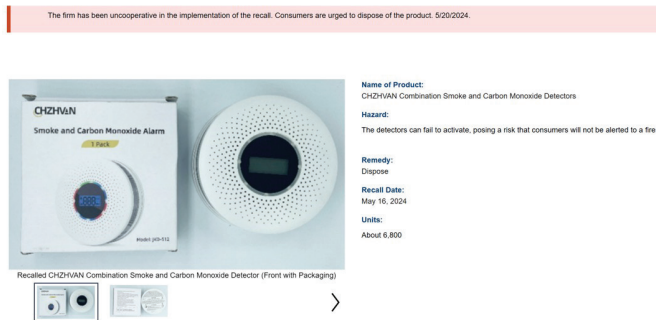 The firm has been uncooperative in the implementation of the recall. Consumers are urged to dispose of the product. 5/20/2024.
CHZHVAN
Smoke and Carbon Monoxide Alarm
1 Pack
Model: JKD-512
Name of Product:
CHZHVAN Combination Smoke and Carbon Monoxide Detectors
Hazard:
The detectors can fail to activate, posing a risk that consumers will not be alerted to a fire
Remedy:
Dispose
Recall Date:
May 16, 2024
Units:
About 6,800
Recalled CHZHVAN Combination Smoke and Carbon Monoxide Detector (Front with Packaging)